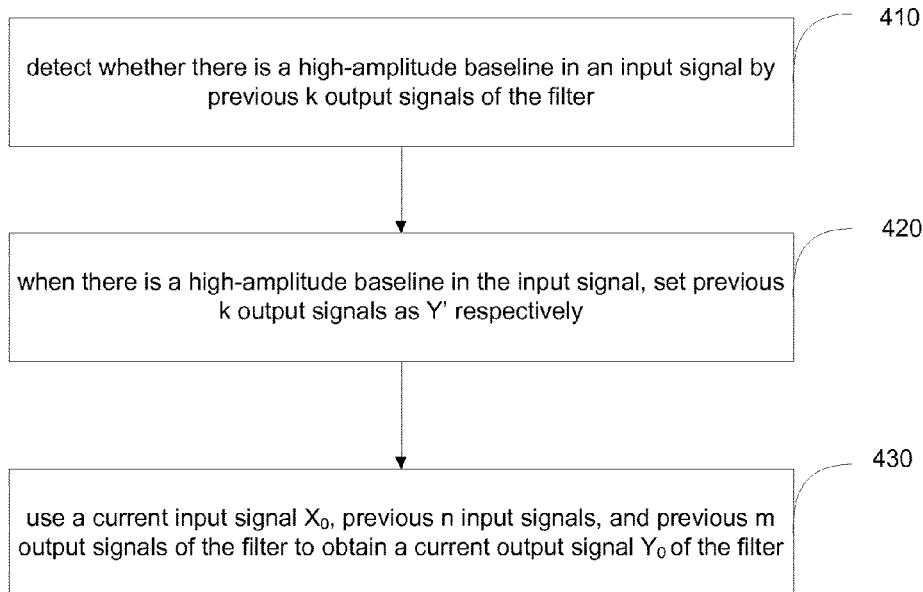 410
detect whether there is a high-amplitude baseline in an input signal by
previous k output signals of the filter
420
when there is a high-amplitude baseline in the input signal, set previous
k output signals as Y' respectively
430
use a current input signal X₀, previous n input signals, and previous m
output signals of the filter to obtain a current output signal Y₀ of the filter